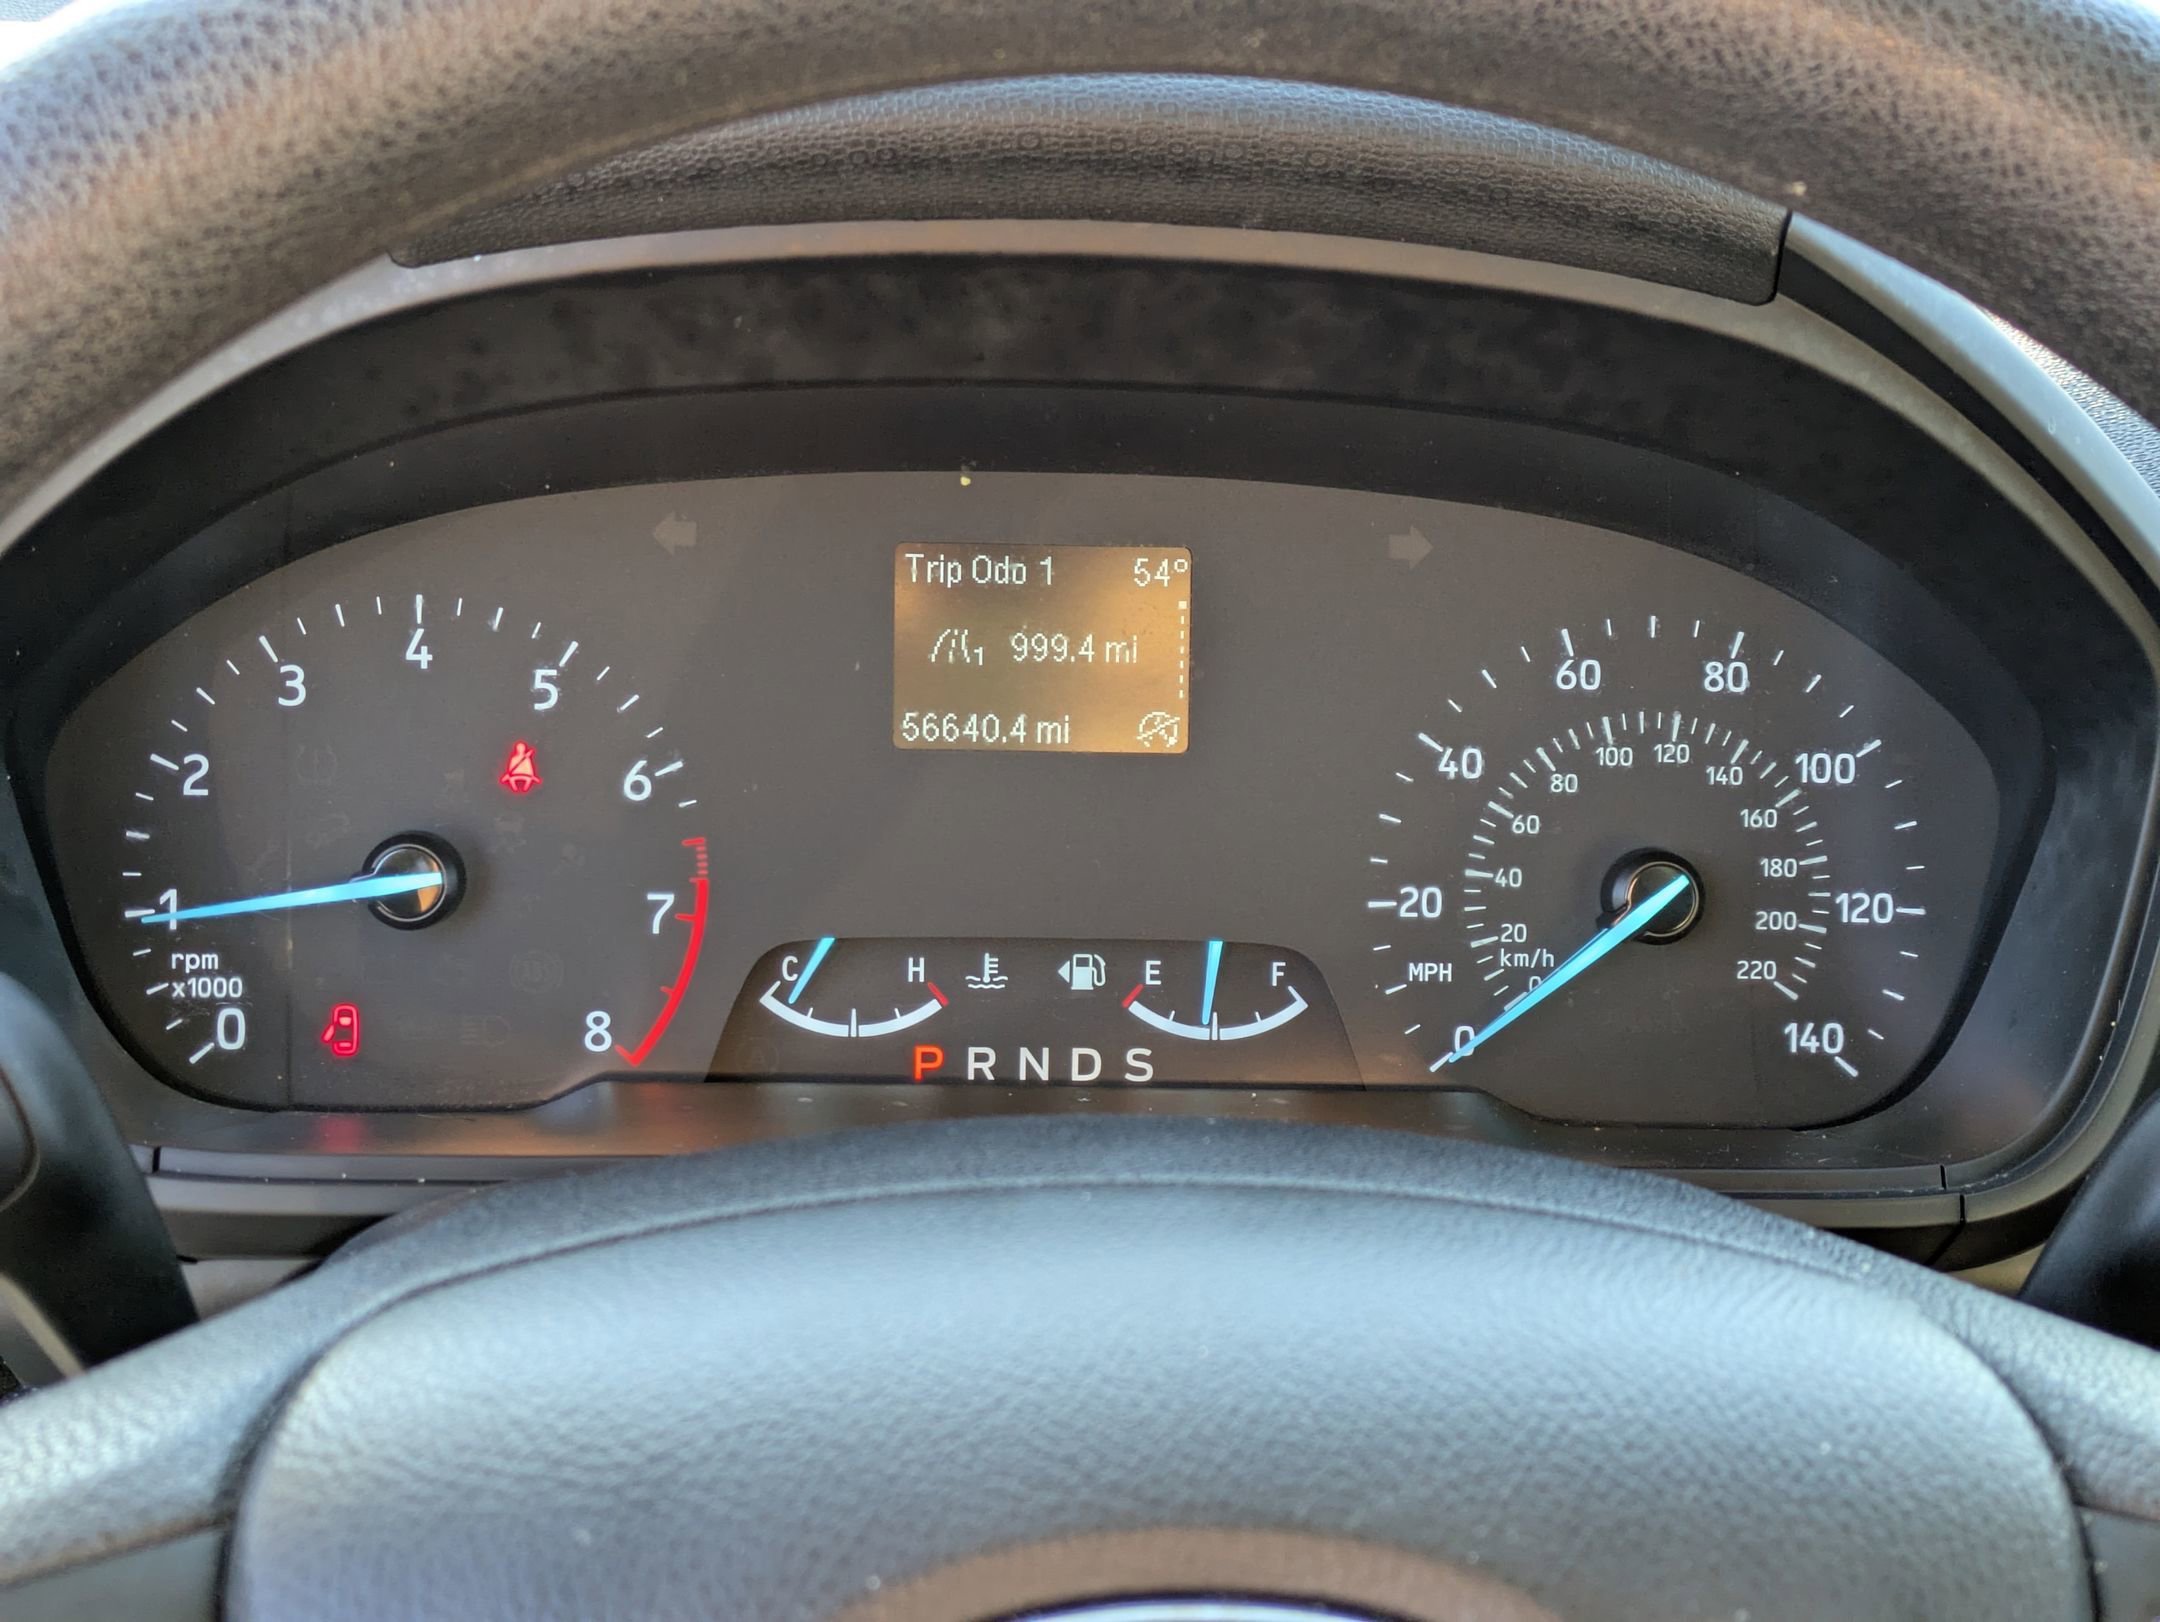 Trip Odo 1 54°
1 999.4 mi
56640.4 mi
0 1 2 3 4 5 6 7 8
rpm
x1000
C H
E F
P R N D S
0 20 40 60 80 100 120 140
MPH
0 20 40 60 80 100 120 140 160 180 200 220
km/h